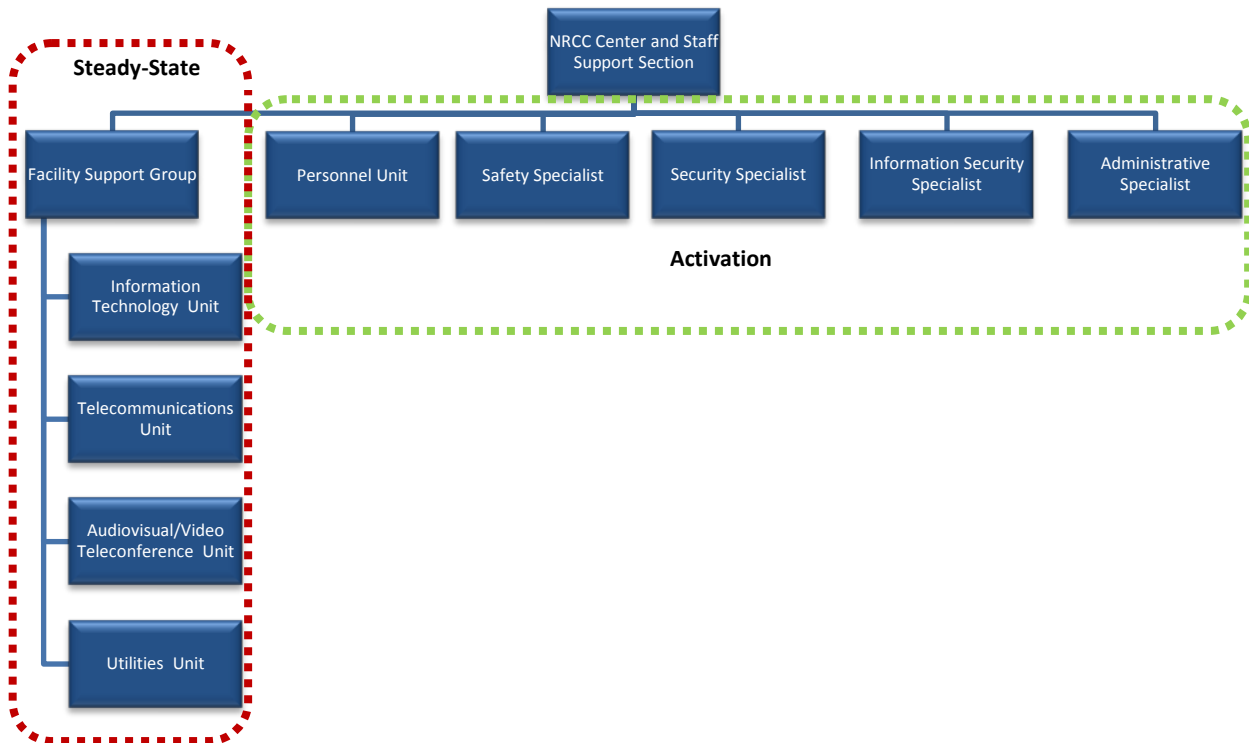 NRCC Center and Staff
Support Section
Steady-State
Facility Support Group
Personnel Unit
Safety Specialist
Security Specialist
Information Security
Specialist
Administrative
Specialist
Activation
Information
Technology Unit
Telecommunications
Unit
Audiovisual/Video
Teleconference Unit
Utilities Unit